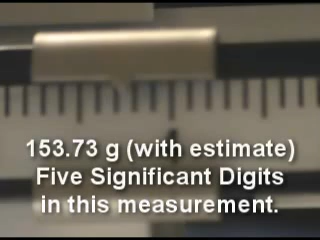 153.73 g (with estimate)
Five Significant Digits
in this measurement.